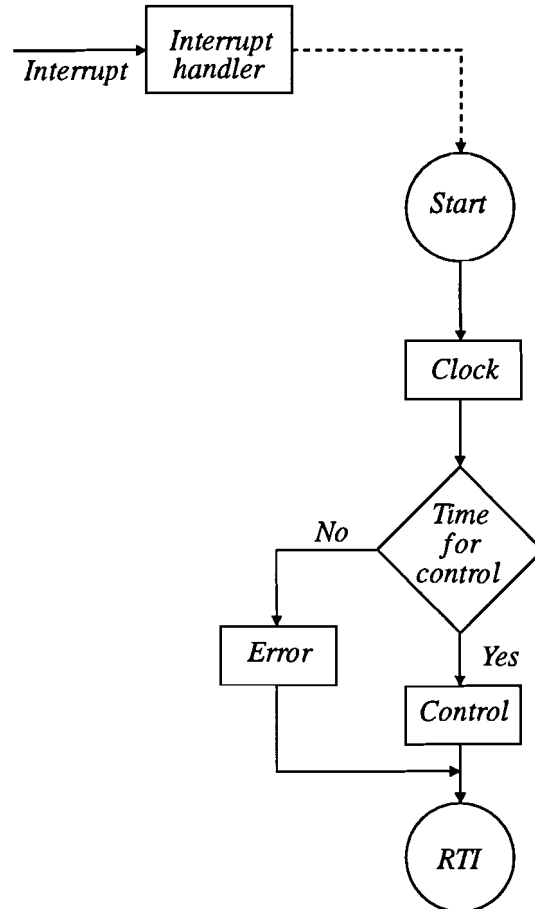 Interrupt
Interrupt
handler
Start
Clock
Time
for
control
No
Yes
Error
Control
RTI